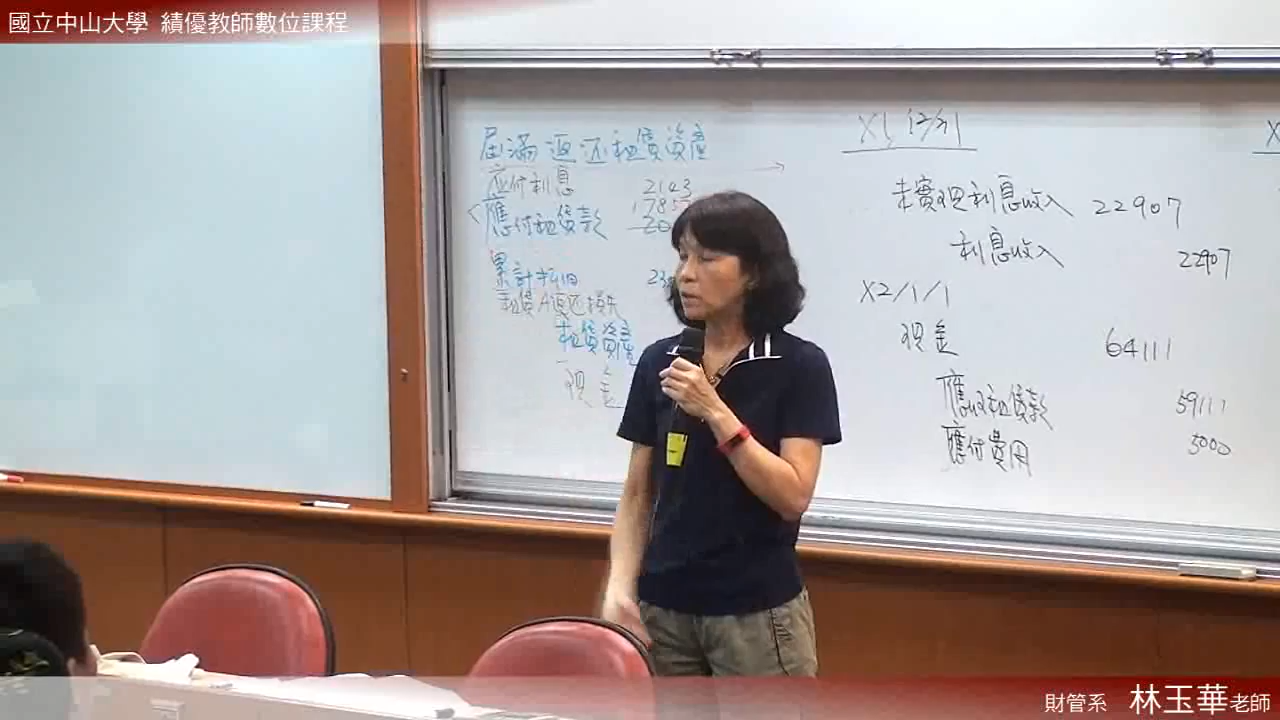 國立中山大學 績優教師數位課程
屆滿返还租賃資產
应付利息 2143
應付租賃款
累計折旧
租賃資產
現金
X1, 12/31
未實現利息收入 22907
利息收入 22907
X2/1/1
現金 64111
應收租賃款 59111
應付費用 5000
財管系 林玉華老師